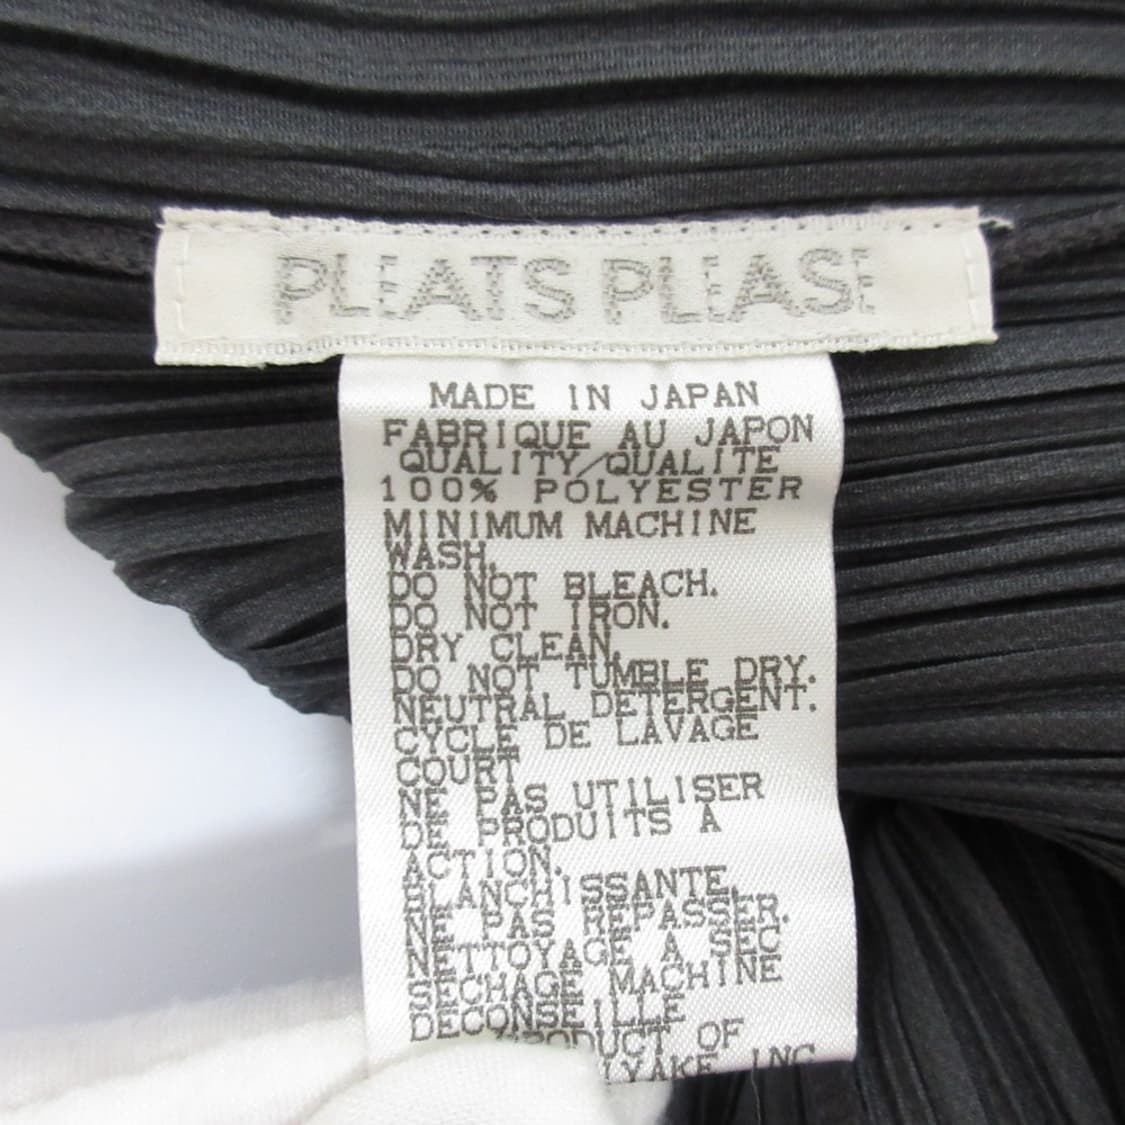 PLEATS PLEASE
MADE IN JAPAN
FABRIQUE AU JAPON
QUALITY/QUALITE
100% POLYESTER
MINIMUM MACHINE
WASH.
DO NOT BLEACH.
DO NOT IRON.
DRY CLEAN.
DO NOT TUMBLE DRY.
NEUTRAL DETERGENT.
CYCLE DE LAVAGE
COURT
NE PAS UTILISER
DE PRODUITS A
ACTION.
BLANCHISSANTE.
NE PAS REPASSER.
NETTOYAGE A SEC
SECHAGE MACHINE
DECONSEILLE
PRODUCT OF
INC